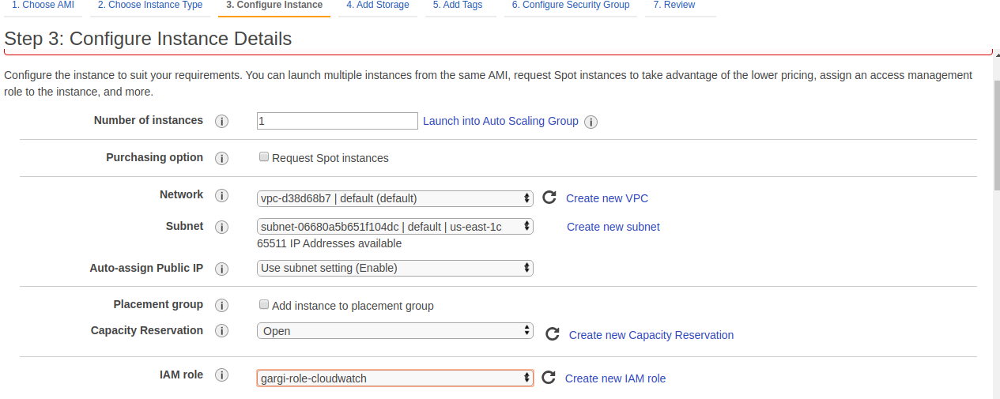 1. Choose AMI 2. Choose Instance Type 3. Configure Instance 4. Add Storage 5. Add Tags 6. Configure Security Group 7. Review
Step 3: Configure Instance Details
Configure the instance to suit your requirements. You can launch multiple instances from the same AMI, request Spot instances to take advantage of the lower pricing, assign an access management
role to the instance, and more.
Number of instances i 1 Launch into Auto Scaling Group i
Purchasing option i Request Spot instances
Network i vpc-d38d68b7 | default (default) Create new VPC
Subnet i subnet-06680a5b651f104dc | default | us-east-1c Create new subnet
65511 IP Addresses available
Auto-assign Public IP i Use subnet setting (Enable)
Placement group i Add instance to placement group
Capacity Reservation i Open Create new Capacity Reservation
IAM role i gargi-role-cloudwatch Create new IAM role